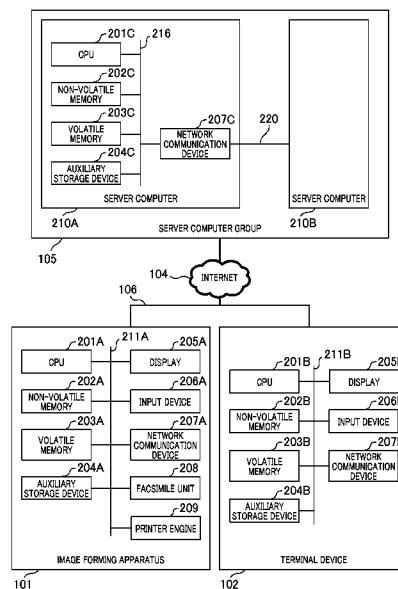 201C
216
CPU
202C
NON-VOLATILE
MEMORY
203C
207C
220
VOLATILE
MEMORY
NETWORK
COMMUNICATION
DEVICE
204C
AUXILIARY
STORAGE DEVICE
SERVER COMPUTER
SERVER COMPUTER
210A
SERVER COMPUTER GROUP
210B
105
104
INTERNET
106
201A
211A
205A
CPU
DISPLAY
202A
206A
NON-VOLATILE
MEMORY
INPUT DEVICE
203A
207A
VOLATILE
MEMORY
NETWORK
COMMUNICATION
DEVICE
204A
208
AUXILIARY
STORAGE DEVICE
FACSIMILE UNIT
209
PRINTER ENGINE
IMAGE FORMING APPARATUS
101
201B
211B
CPU
DISPLAY
202B
NON-VOLATILE
MEMORY
INPUT DEVICE
203B
VOLATILE
MEMORY
NETWORK
COMMUNICATION
DEVICE
204B
AUXILIARY
STORAGE DEVICE
TERMINAL DEVICE
102